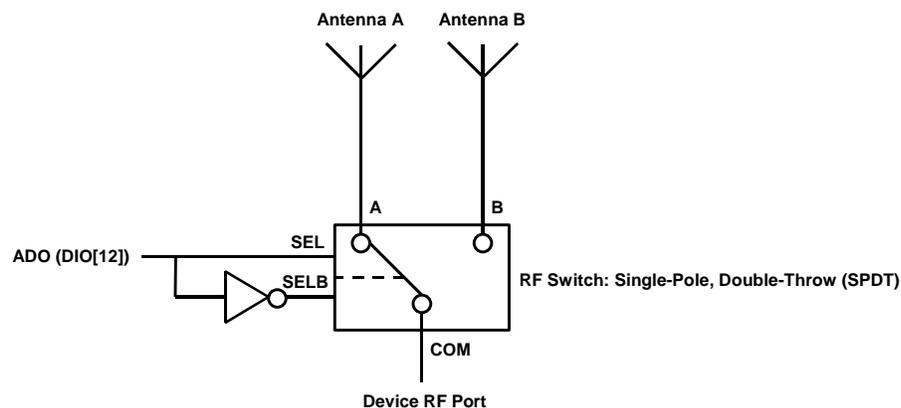 Antenna A
Antenna B
A
B
SEL
ADO (DIO[12])
SELB
RF Switch: Single-Pole, Double-Throw (SPDT)
COM
Device RF Port